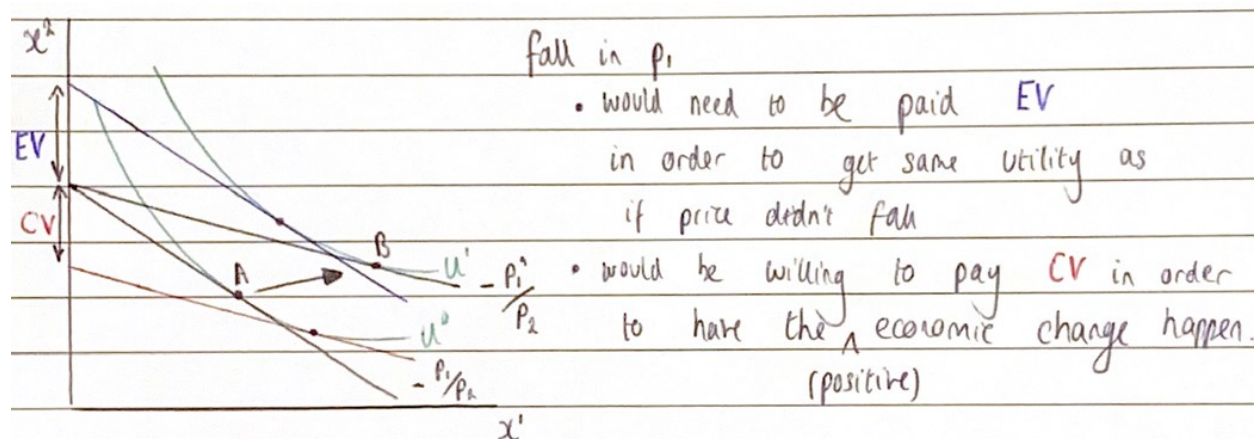 x²
fall in p₁
• would need to be paid EV
in order to get same utility as
if price didn't fall
EV
CV
A
B
u¹
- p₁'/p₂
• would be willing to pay CV in order
to have the ∧ economic change happen.
(positive)
u⁰
- p₁/p₂
x¹